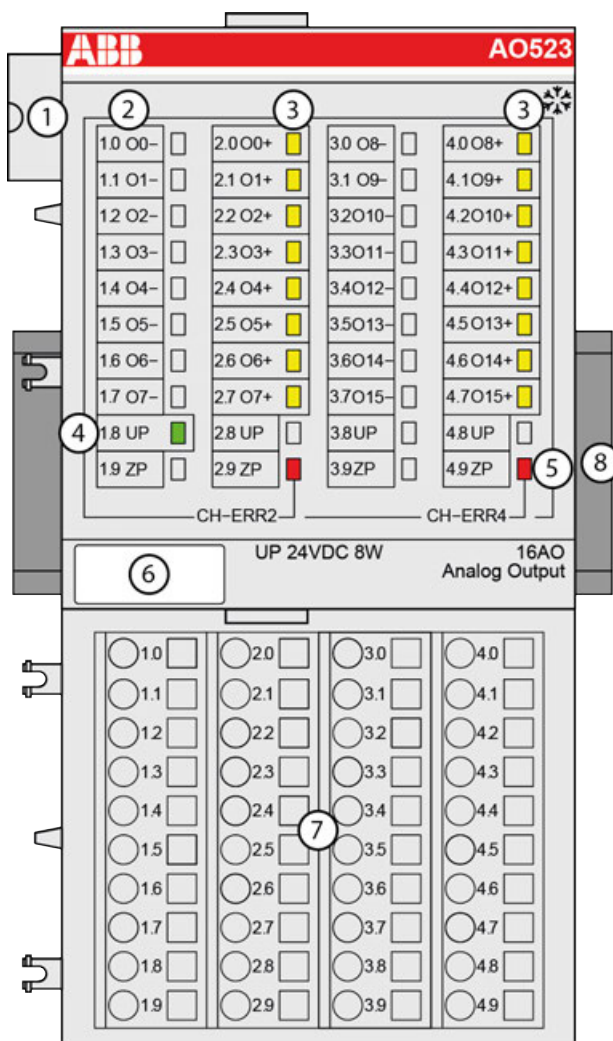 ABB AO523
1 2 3 3
1.0 O0- 2.0 O0+ 3.0 O8- 4.0 O8+
1.1 O1- 2.1 O1+ 3.1 O9- 4.1 O9+
1.2 O2- 2.2 O2+ 3.2 O10- 4.2 O10+
1.3 O3- 2.3 O3+ 3.3 O11- 4.3 O11+
1.4 O4- 2.4 O4+ 3.4 O12- 4.4 O12+
1.5 O5- 2.5 O5+ 3.5 O13- 4.5 O13+
1.6 O6- 2.6 O6+ 3.6 O14- 4.6 O14+
1.7 O7- 2.7 O7+ 3.7 O15- 4.7 O15+
4 1.8 UP 2.8 UP 3.8 UP 4.8 UP
1.9 ZP 2.9 ZP 3.9 ZP 4.9 ZP 5 8
CH-ERR2 CH-ERR4
6 UP 24VDC 8W 16AO
Analog Output
1.0 2.0 3.0 4.0
1.1 2.1 3.1 4.1
1.2 2.2 3.2 4.2
1.3 2.3 3.3 4.3
1.4 2.4 3.4 4.4
7
1.5 2.5 3.5 4.5
1.6 2.6 3.6 4.6
1.7 2.7 3.7 4.7
1.8 2.8 3.8 4.8
1.9 2.9 3.9 4.9